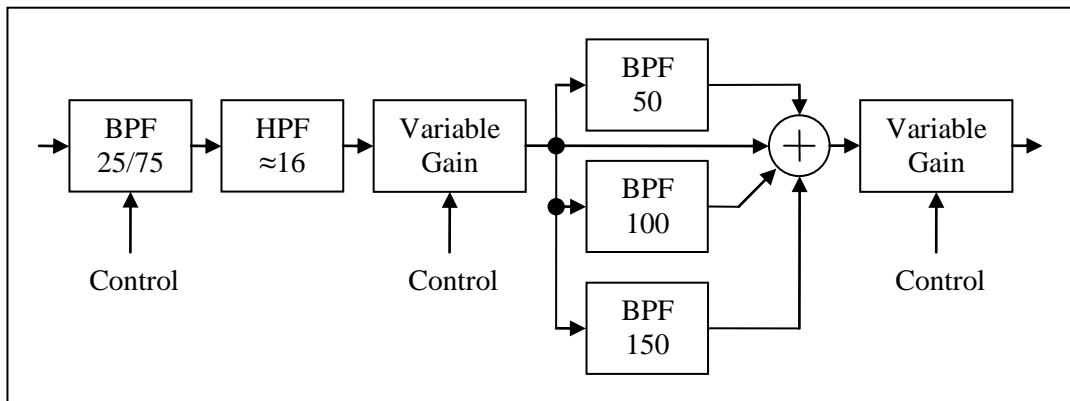 BPF
25/75
HPF
≈16
Variable
Gain
BPF
50
BPF
100
BPF
150
Variable
Gain
Control
Control
Control